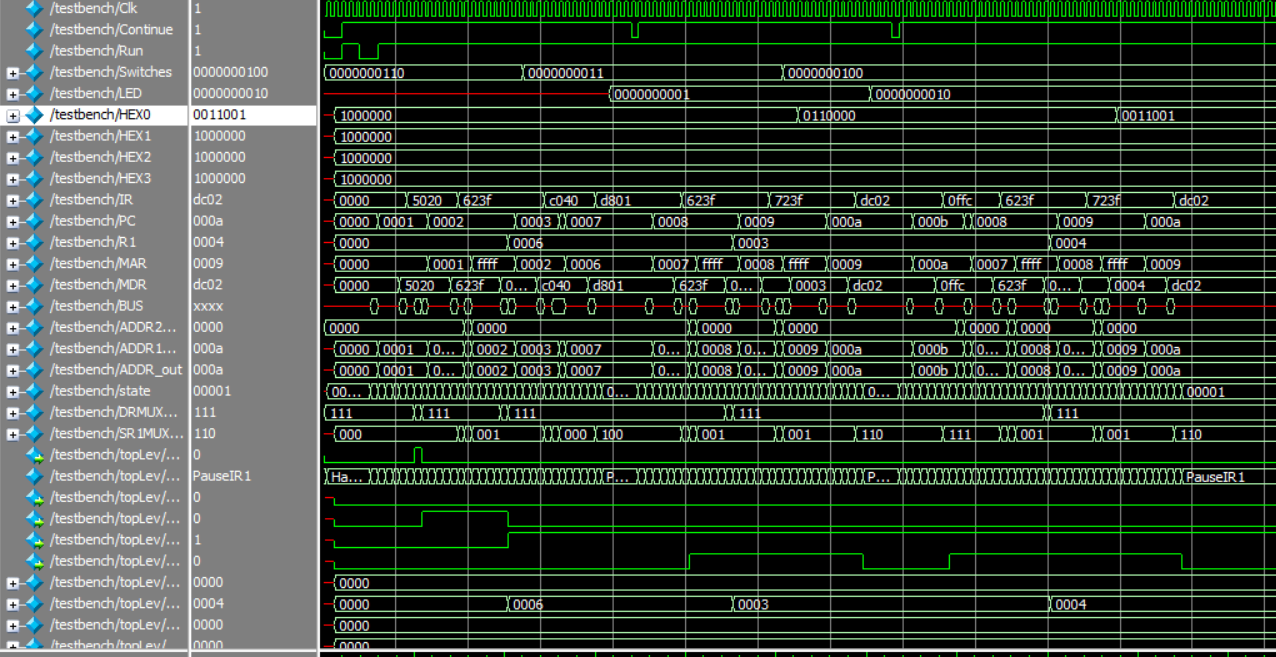 /testbench/Clk 1
/testbench/Continue 1
/testbench/Run 1
/testbench/Switches 0000000100 0000000110 0000000011 0000000100
/testbench/LED 0000000010 0000000001 0000000010
/testbench/HEX0 0011001 1000000 0110000 0011001
/testbench/HEX1 1000000 1000000
/testbench/HEX2 1000000 1000000
/testbench/HEX3 1000000 1000000
/testbench/IR dc02 0000 5020 623f c040 d801 623f 723f dc02 0ffc 623f 723f dc02
/testbench/PC 000a 0000 0001 0002 0003 0007 0008 0009 000a 000b 0008 0009 000a
/testbench/R1 0004 0000 0006 0003 0004
/testbench/MAR 0009 0000 0001 ffff 0002 0006 0007 ffff 0008 ffff 0009 000a 0007 ffff 0008 ffff 0009
/testbench/MDR dc02 0000 5020 623f 0... c040 d801 623f 0... 0003 dc02 0ffc 623f 0... 0004 dc02
/testbench/BUS xxxx
/testbench/ADDR2... 0000 0000 0000 0000 0000 0000 0000 0000
/testbench/ADDR1... 000a 0000 0001 0... 0002 0003 0007 0... 0008 0... 0009 000a 000b 0... 0008 0... 0009 000a
/testbench/ADDR_out 000a 0000 0001 0... 0002 0003 0007 0... 0008 0... 0009 000a 000b 0... 0008 0... 0009 000a
/testbench/state 00001 00... 0... 0... 00001
/testbench/DRMUX... 111 111 111 111 111 111
/testbench/SR1MUX... 110 000 001 000 100 001 001 110 111 001 001 110
/testbench/topLev/... 0
/testbench/topLev/... PauseIR1 Ha... P... P... PauseIR1
/testbench/topLev/... 0
/testbench/topLev/... 0
/testbench/topLev/... 1
/testbench/topLev/... 0
/testbench/topLev/... 0000 0000
/testbench/topLev/... 0004 0000 0006 0003 0004
/testbench/topLev/... 0000 0000
/testbench/topLev/... 0000 0000